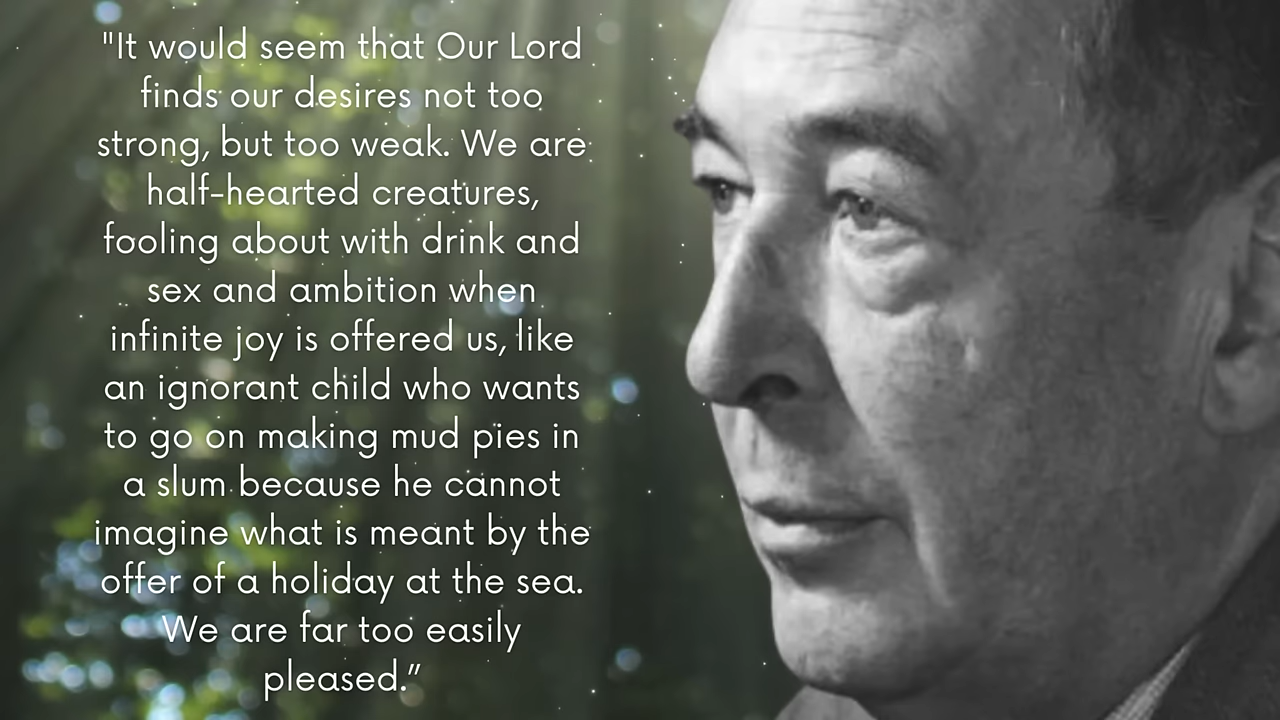 "It would seem that Our Lord
finds our desires not too
strong, but too weak. We are
half-hearted creatures,
fooling about with drink and
sex and ambition when
infinite joy is offered us, like
an ignorant child who wants
to go on making mud pies in
a slum because he cannot
imagine what is meant by the
offer of a holiday at the sea.
We are far too easily
pleased.”